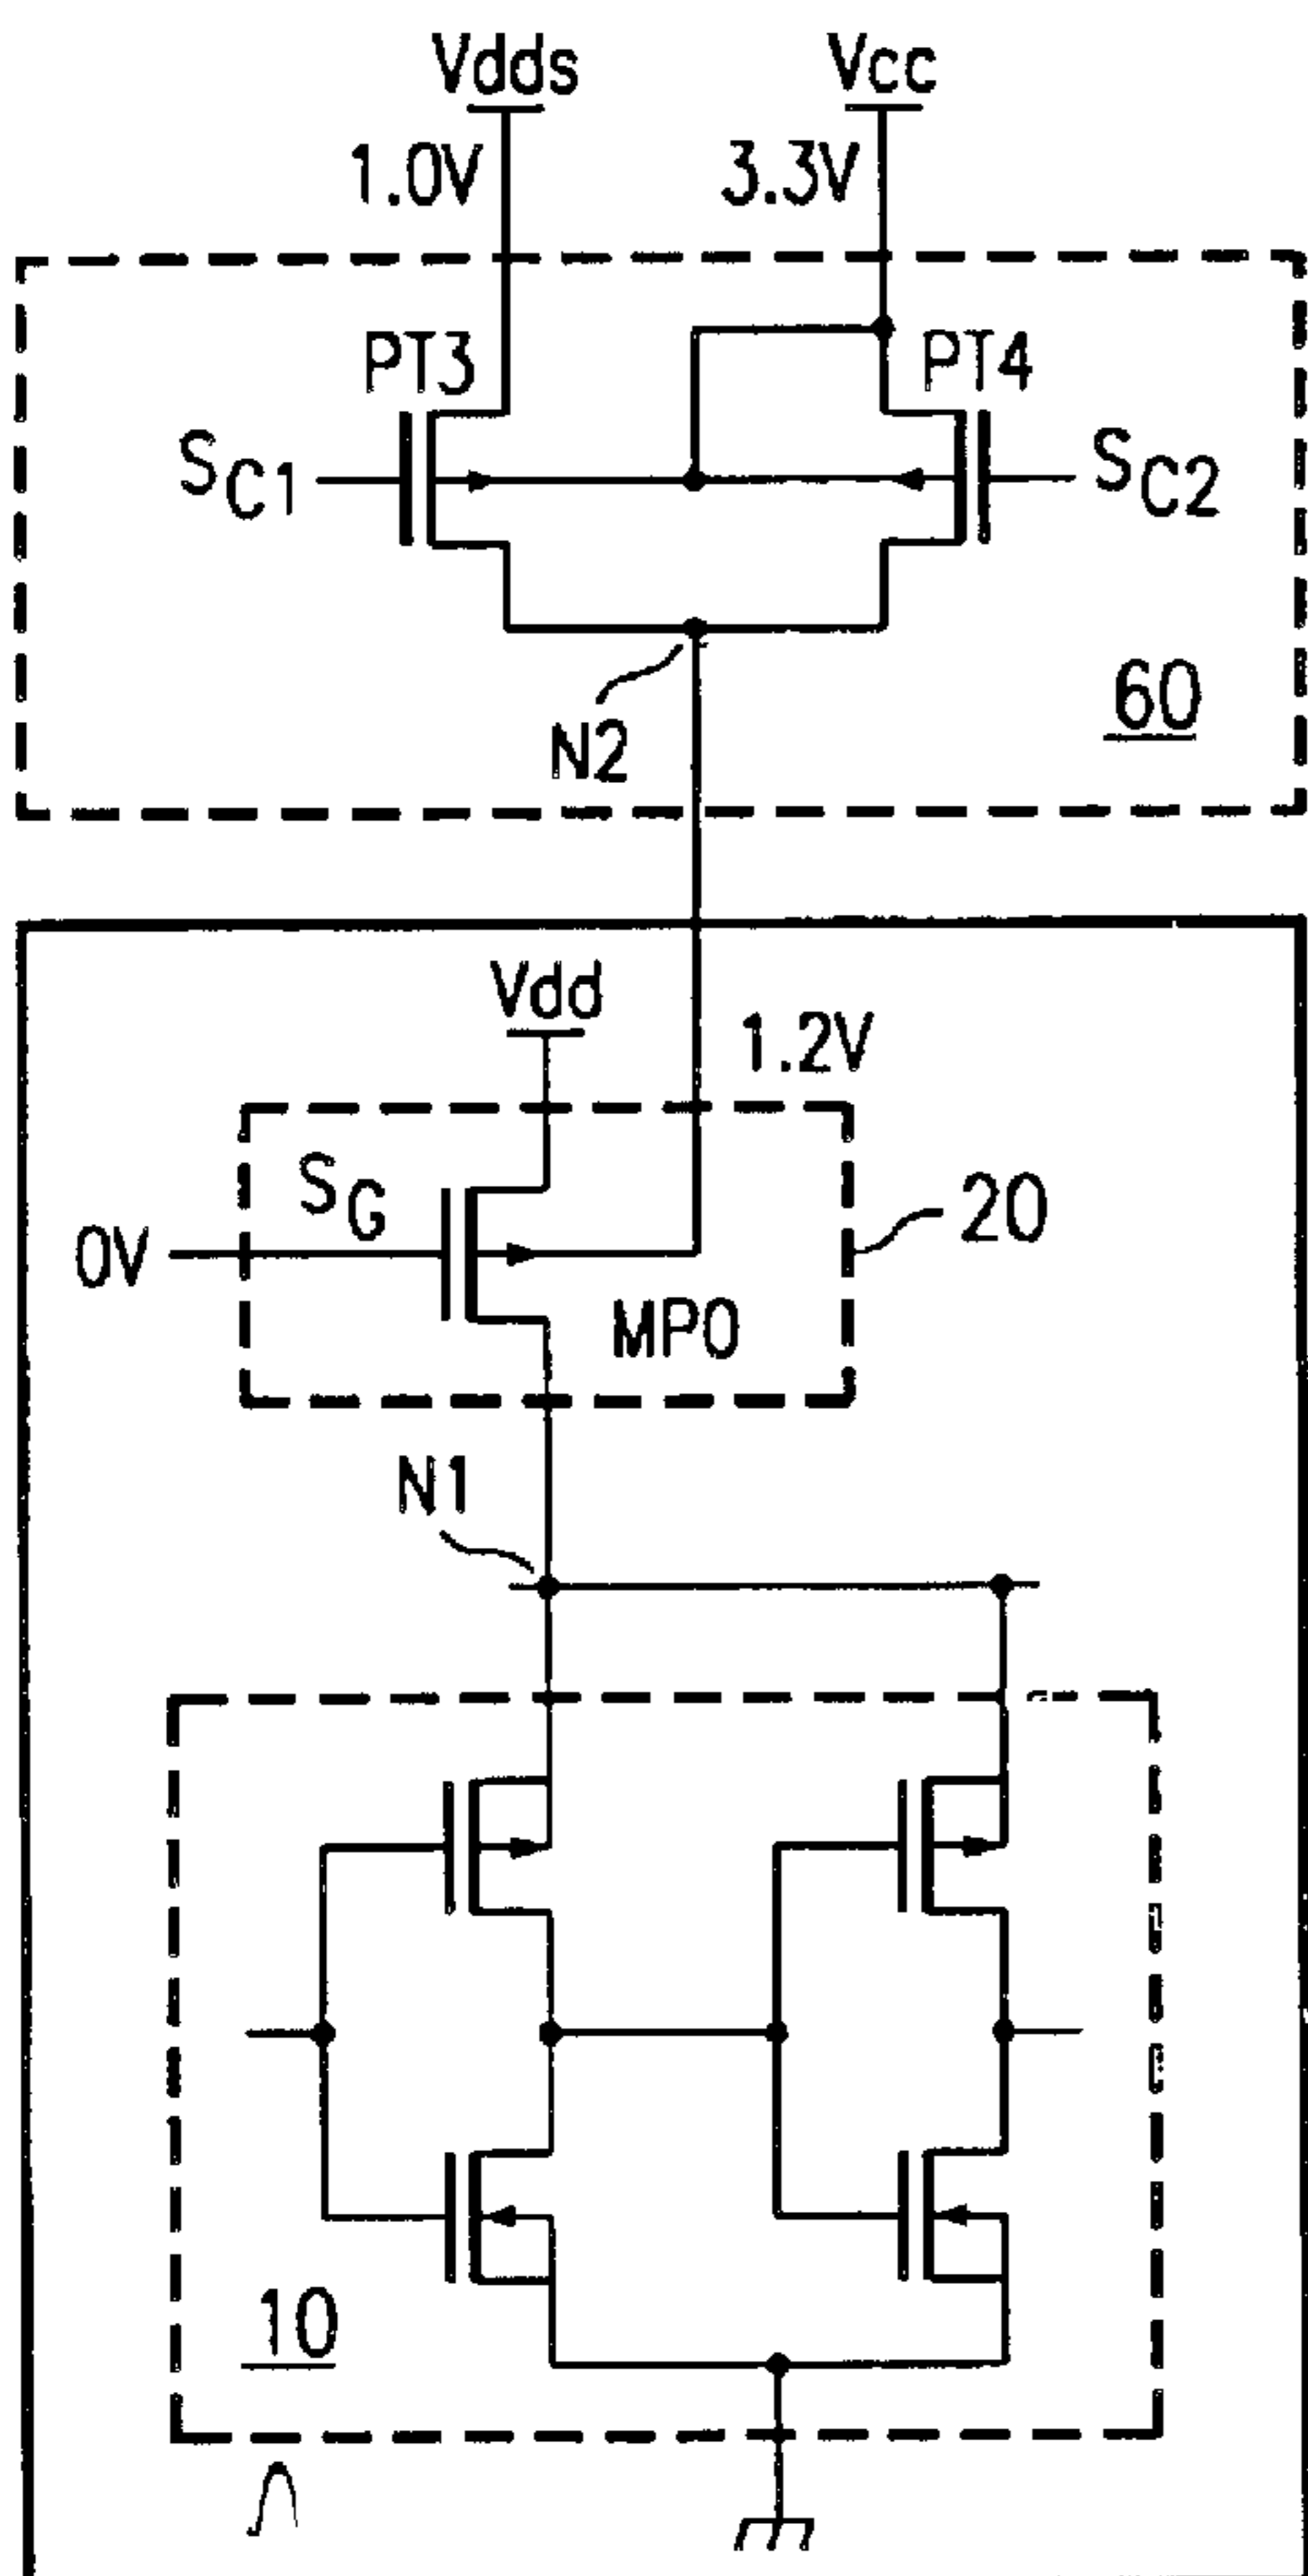 Vdds Vcc
1.0V 3.3V
PT3 PT4
SC1 SC2
N2
60
Vdd
1.2V
SG
20
0V
MP0
N1
10